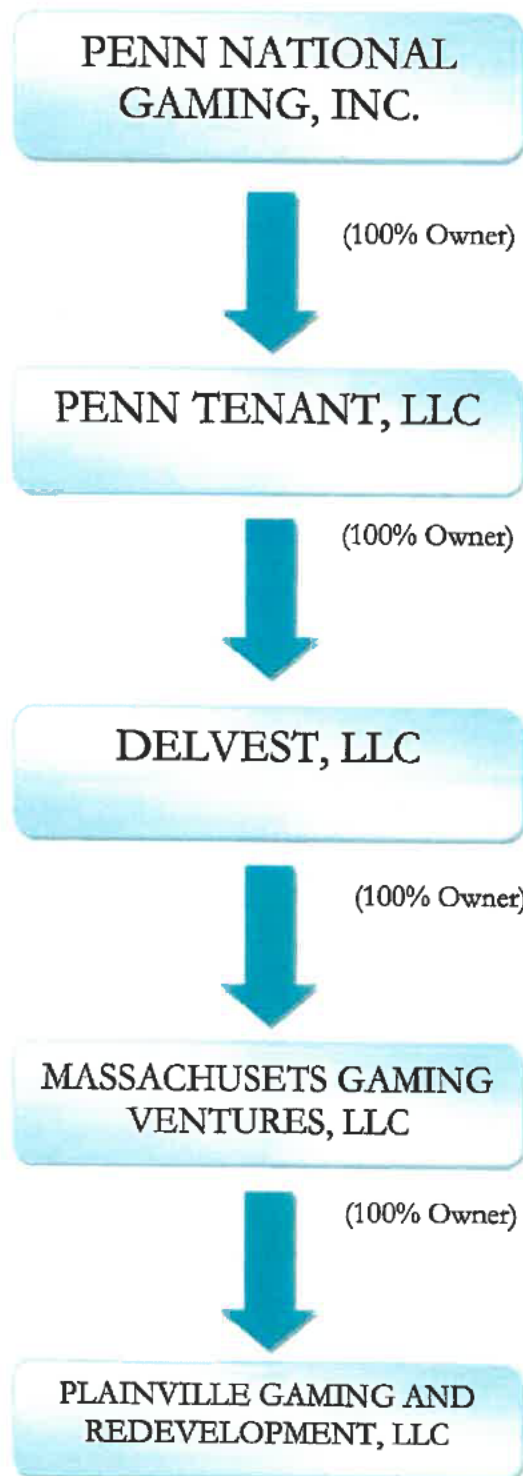 PENN NATIONAL
GAMING, INC.
(100% Owner)
PENN TENANT, LLC
(100% Owner)
DELVEST, LLC
(100% Owner)
MASSACHUSETS GAMING
VENTURES, LLC
(100% Owner)
PLAINVILLE GAMING AND
REDEVELOPMENT, LLC